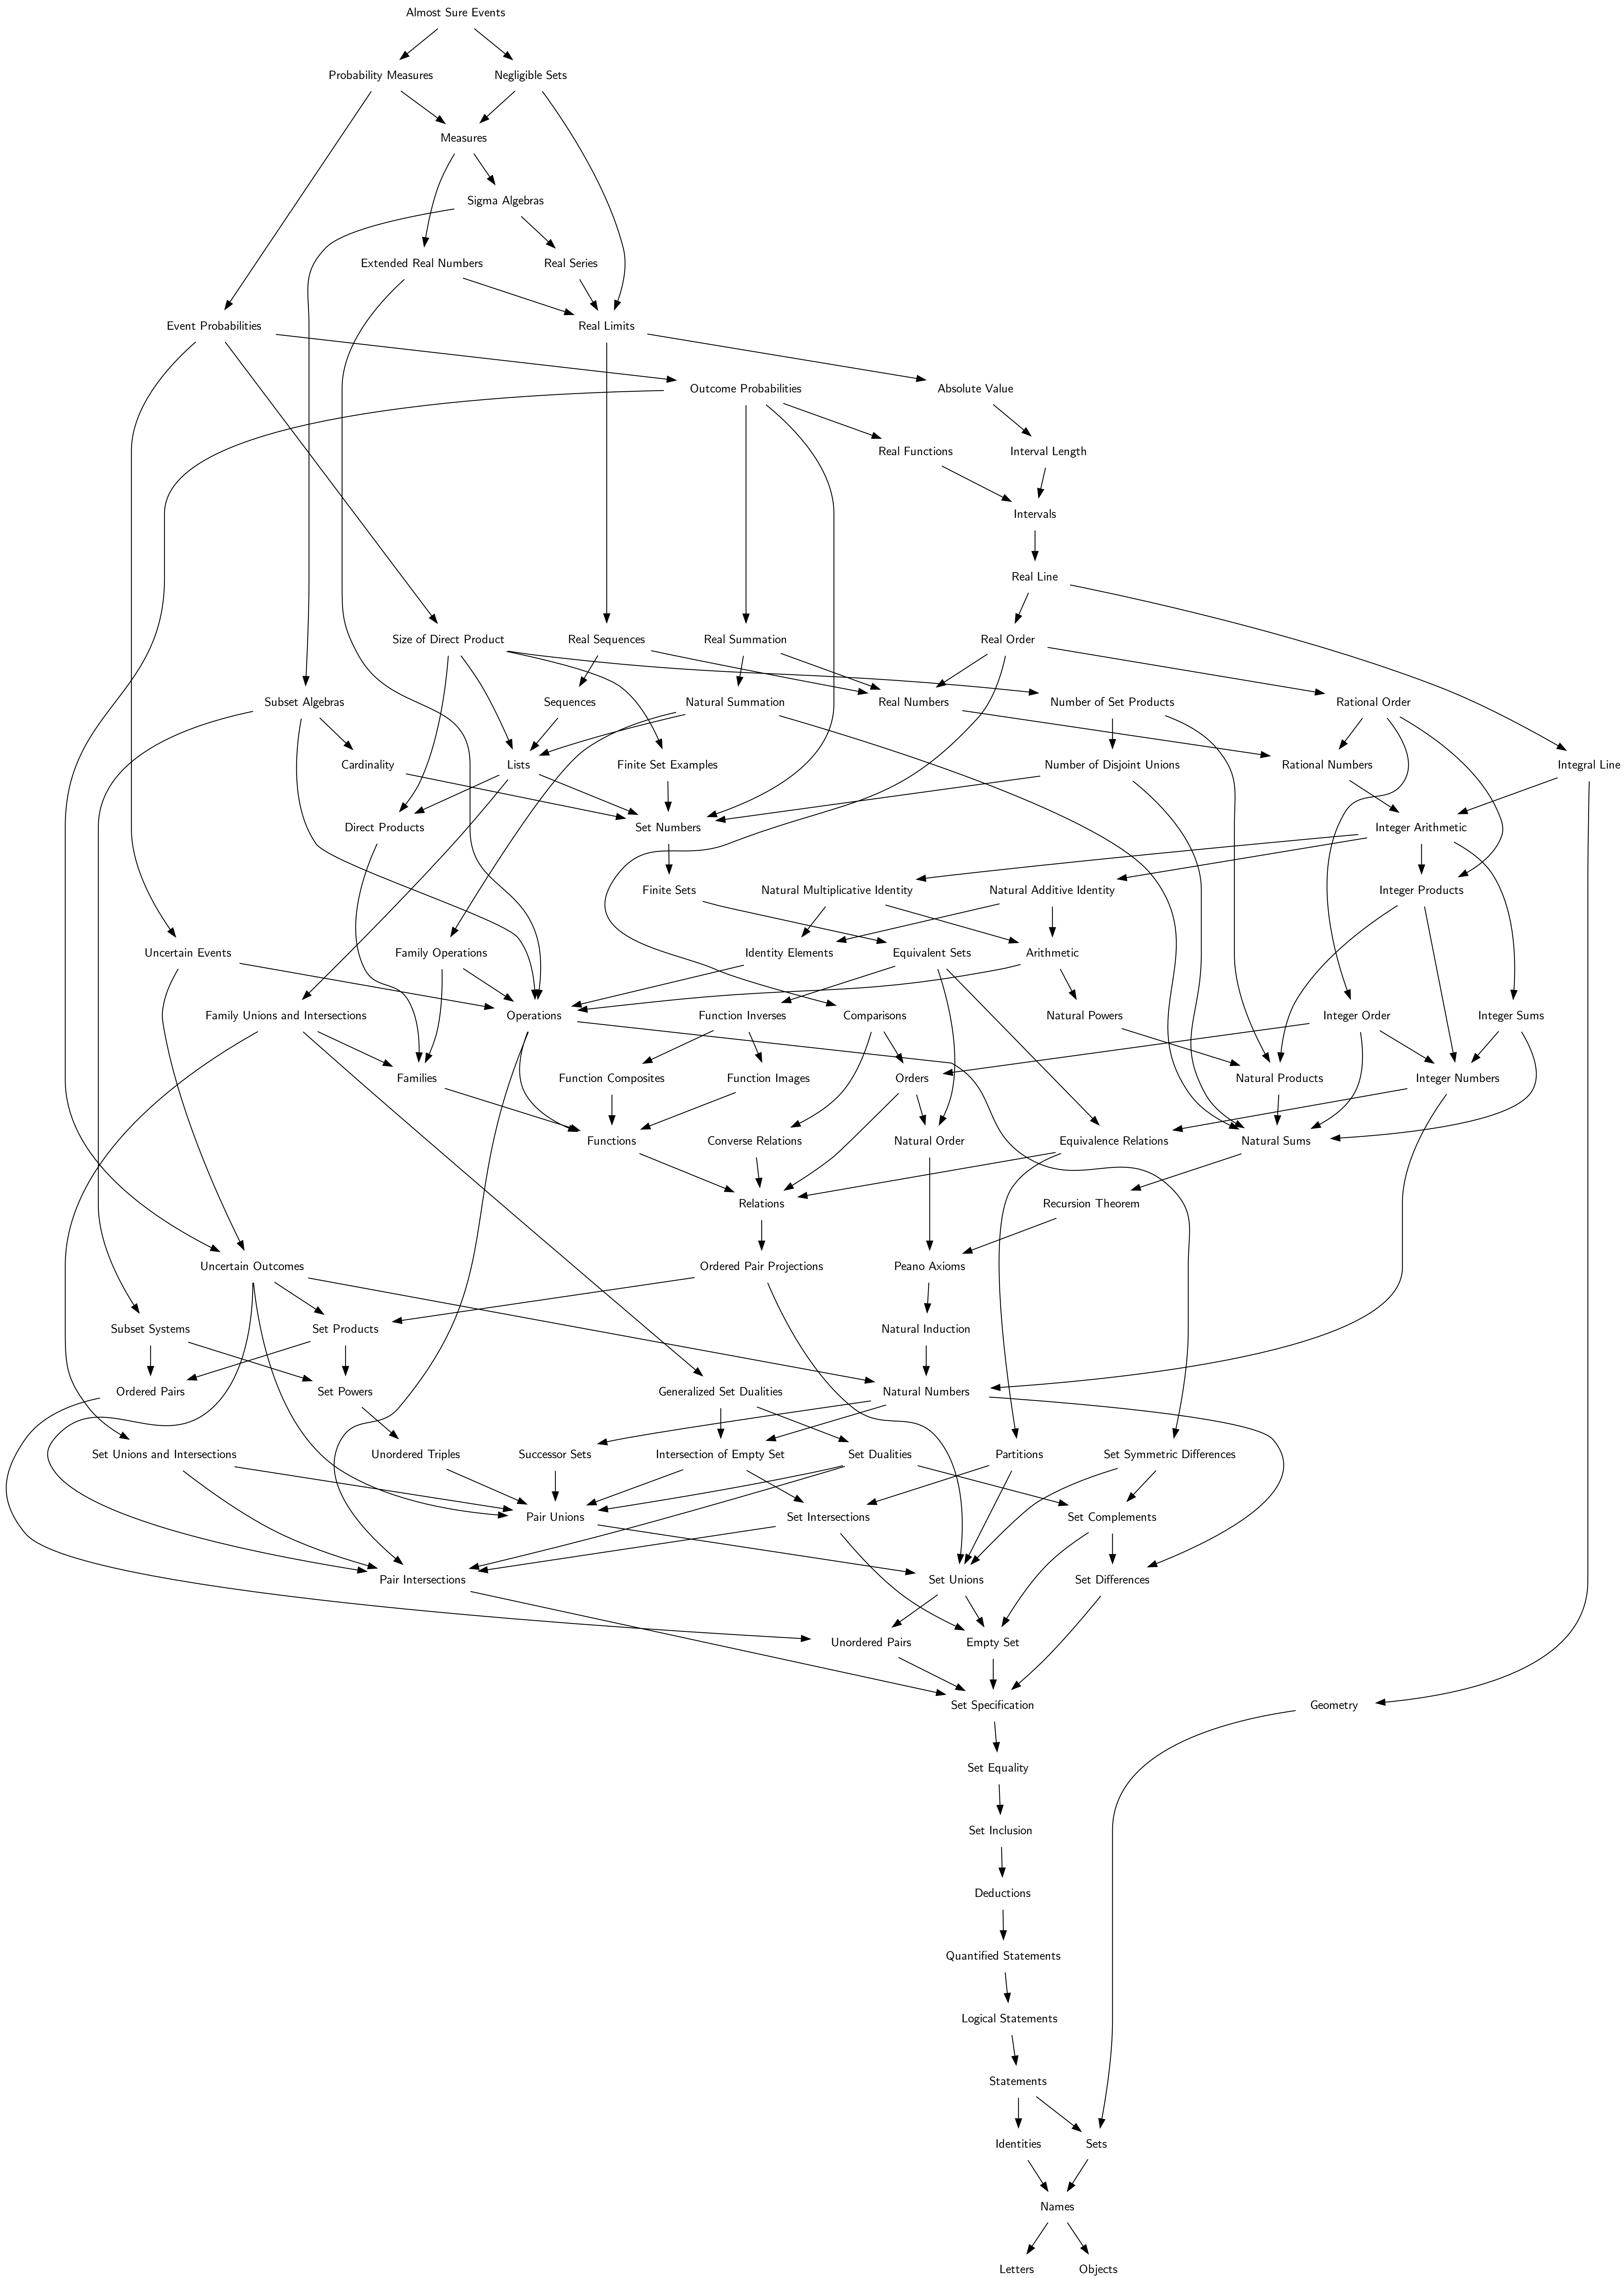 Almost Sure Events
Probability Measures
Negligible Sets
Measures
Sigma Algebras
Extended Real Numbers
Real Series
Event Probabilities
Real Limits
Outcome Probabilities
Absolute Value
Real Functions
Interval Length
Intervals
Real Line
Size of Direct Product
Real Sequences
Real Summation
Real Order
Subset Algebras
Sequences
Natural Summation
Real Numbers
Number of Set Products
Rational Order
Cardinality
Lists
Finite Set Examples
Number of Disjoint Unions
Rational Numbers
Integral Line
Direct Products
Set Numbers
Integer Arithmetic
Finite Sets
Natural Multiplicative Identity
Natural Additive Identity
Integer Products
Uncertain Events
Family Operations
Identity Elements
Equivalent Sets
Arithmetic
Family Unions and Intersections
Operations
Function Inverses
Comparisons
Natural Powers
Integer Order
Integer Sums
Families
Function Composites
Function Images
Orders
Natural Products
Integer Numbers
Functions
Converse Relations
Natural Order
Equivalence Relations
Natural Sums
Relations
Recursion Theorem
Uncertain Outcomes
Ordered Pair Projections
Peano Axioms
Subset Systems
Set Products
Natural Induction
Ordered Pairs
Set Powers
Generalized Set Dualities
Natural Numbers
Set Unions and Intersections
Unordered Triples
Successor Sets
Intersection of Empty Set
Set Dualities
Partitions
Set Symmetric Differences
Pair Unions
Set Intersections
Set Complements
Pair Intersections
Set Unions
Set Differences
Unordered Pairs
Empty Set
Set Specification
Geometry
Set Equality
Set Inclusion
Deductions
Quantified Statements
Logical Statements
Statements
Identities
Sets
Names
Letters
Objects